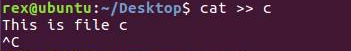 rex@ubuntu:~/Desktop$ cat >> c
This is file c
^C